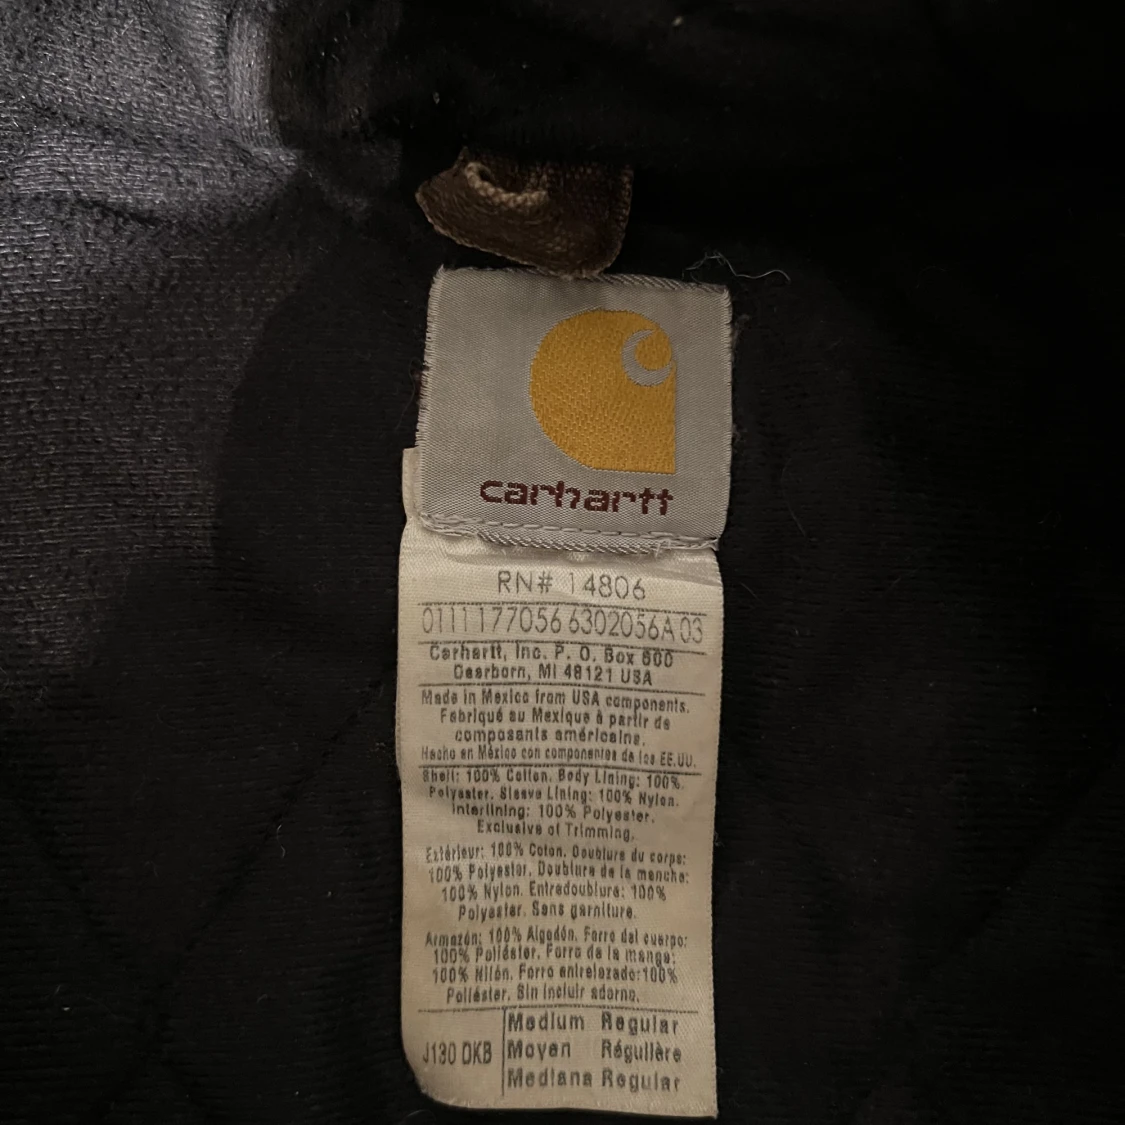 carhartt
RN# 14806
0111 177056 6302056A 03
Carhartt, Inc. P. O. Box 600
Dearborn, MI 48121 USA
Made in Mexico from USA components.
Fabriqué au Mexique à partir de
composants américains.
Hecho en México con componentes de los EE.UU.
Shell: 100% Cotton. Body Lining: 100%
Polyester. Sleeve Lining: 100% Nylon.
Interlining: 100% Polyester.
Exclusive of Trimming.
Extérieur: 100% Coton. Doublure du corps:
100% Polyester. Doublure de la manche:
100% Nylon. Entredoublure: 100%
Polyester. Sans garniture.
Armazón: 100% Algodón. Forro del cuerpo:
100% Poliéster. Forro de la manga:
100% Nilón. Forro entrelazado:100%
Poliéster. Sin incluir adorno.
J130 DKB
Medium Regular
Moyen Régulière
Mediana Regular